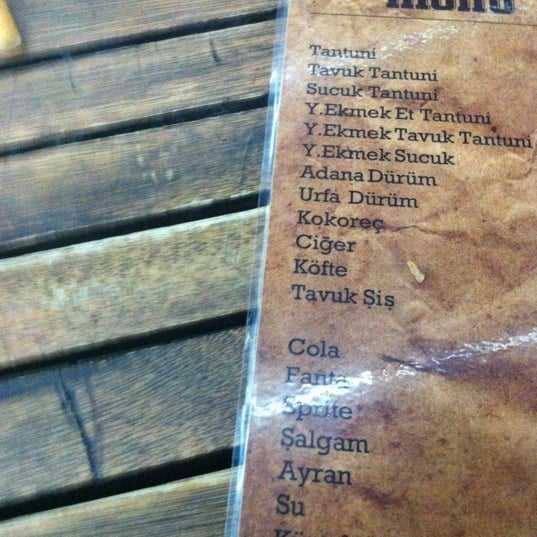 menü
Tantuni
Tavuk Tantuni
Sucuk Tantuni
Y.Ekmek Et Tantuni
Y.Ekmek Tavuk Tantuni
Y.Ekmek Sucuk
Adana Dürüm
Urfa Dürüm
Kokoreç
Ciğer
Köfte
Tavuk Şiş
Cola
Fanta
Sprite
Şalgam
Ayran
Su